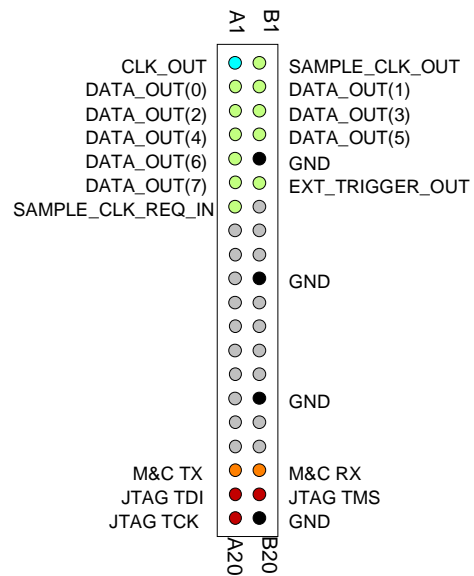 A1 B1
CLK_OUT SAMPLE_CLK_OUT
DATA_OUT(0) DATA_OUT(1)
DATA_OUT(2) DATA_OUT(3)
DATA_OUT(4) DATA_OUT(5)
DATA_OUT(6) GND
DATA_OUT(7) EXT_TRIGGER_OUT
SAMPLE_CLK_REQ_IN
GND
GND
M&C TX M&C RX
JTAG TDI JTAG TMS
JTAG TCK GND
A20 B20